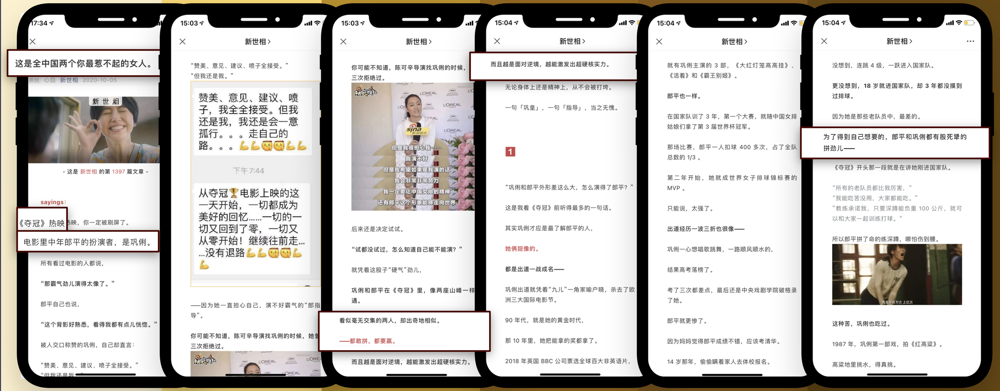 17:34
这是全中国两个你最惹不起的女人。
原创 心喆 新世相 2020-10-05
新世相
- 这是 新世相 的第 1397 篇文章 -
sayings：
《夺冠》热映
热映，你一定被刷屏了。
电影里中年郎平的扮演者，是巩俐。
所有看过电影的人都说，
“那霸气劲儿演得太像了。”
郎平自己也说，
“这个背影好熟悉，看得我都有点儿恍惚。”
被人交口称赞的巩俐，自己却直言：
“赞美、意见、建议、喷子全接受。”
“但我还是我。”
15:03
新世相
“赞美、意见、建议、喷子全接受。”
“但我还是我。”
赞美、意见、建议、喷
子，我全全接受。但我
还是我，我还是会一意
孤行。。。走自己的
路。。。💪💪🥳🥳💪💪
下午 7:44
从夺冠🏆电影上映的这
一天开始，一切都成为
美好的回忆……一切的一
切又回到了零，一切又
从零开始！继续往前走…
…没有退路💪💪🥳🥳💪
💪
——因为她一直担心自己，演不好霸气的“郎指
导”。
你可能不知道，陈可辛导演找巩俐的时候，她曾
三次拒绝过。
L'ORÉAL
15:03
新世相
你可能不知道，陈可辛导演找巩俐的时候，
三次拒绝过。
L'ORÉAL
sina
新浪娱乐
但是我很担心我……
我演不好
但是我希望如果是我演的话
我会非常非常努力
我一定要让中国女排的精神
还有郎平这个形象能够走向世界
后来还是决定试试。
“试都没试过，怎么知道自己能不能演？”
就凭着这股子“硬气”劲儿，
巩俐和郎平在《夺冠》里，像两座山峰一样
遇。
看似毫无交集的两人，却出奇地相似。
——都敢拼，都要赢。
而且越是面对逆境，越能激发出超硬核实力。
15:04
新世相
而且越是面对逆境，越能激发出超硬核实力。
无论身体上还是精神上，从不会被打垮。
一句「巩皇」，一句「指导」，当之无愧。
1
“巩俐和郎平外形差这么大，怎么演得了郎平？”
这是我看《夺冠》前听得最多的一句话。
其实巩俐才应是最了解郎平的人，
她俩挺像的。
都是出道一战成名——
巩俐出道就凭着“九儿”一角家喻户晓，杀去了欧
洲三大国际电影节。
90 年代，就是她的黄金时代，
那 10 年里，她把能拿的奖都拿了。
2018 年英国 BBC 公司票选全球百大非英语片，
15:04
新世相
就有巩俐主演的 3 部，《大红灯笼高高挂》、
《活着》和《霸王别姬》。
郎平也一样。
在国家队训了 3 年，第一个大赛，就随中国女排
姑娘们拿了第 3 届世界杯冠军。
那场比赛，郎平一人扣球 400 多次，占了全队
总数的 1/3 。
第二年开始，她就成世界女子排球锦标赛的
MVP 。
只能说，太强了。
出道经历一波三折也很像——
巩俐一心想唱歌跳舞，一路顺风顺水的，
结果高考落榜了。
考了三次都差点，最后还是中央戏剧学院破格录
了她。
郎平就更惨了。
因为妈妈觉得郎平成绩不错，应该考清华。
14 岁那年，偷偷瞒着家人去体校报名。
15:04
新世相
没想到，连跳 4 级，一跃进入国家队。
更没想到，18 岁就进国家队，却 3 年都没摸到
过排球。
因为她是那些老队员中，最差的。
为了得到自己想要的，郎平和巩俐都有股死犟的
拼劲儿——
《夺冠》开头那一段就是在讲她刚进国家队。
“所有的老队员都比我厉害，“
“我能吃苦没用，大家都能吃。”
”教练承诺我，只要深蹲能负重 100 公斤，就可
以和大家一起训练打球。“
所以郎平拼了命的练深蹲，哪怕伤到腰。
而是千百万次 上亿次
这种苦，巩俐也吃过。
1987 年，巩俐第一部戏，拍《红高粱》。
高粱地里挑水，得真挑。